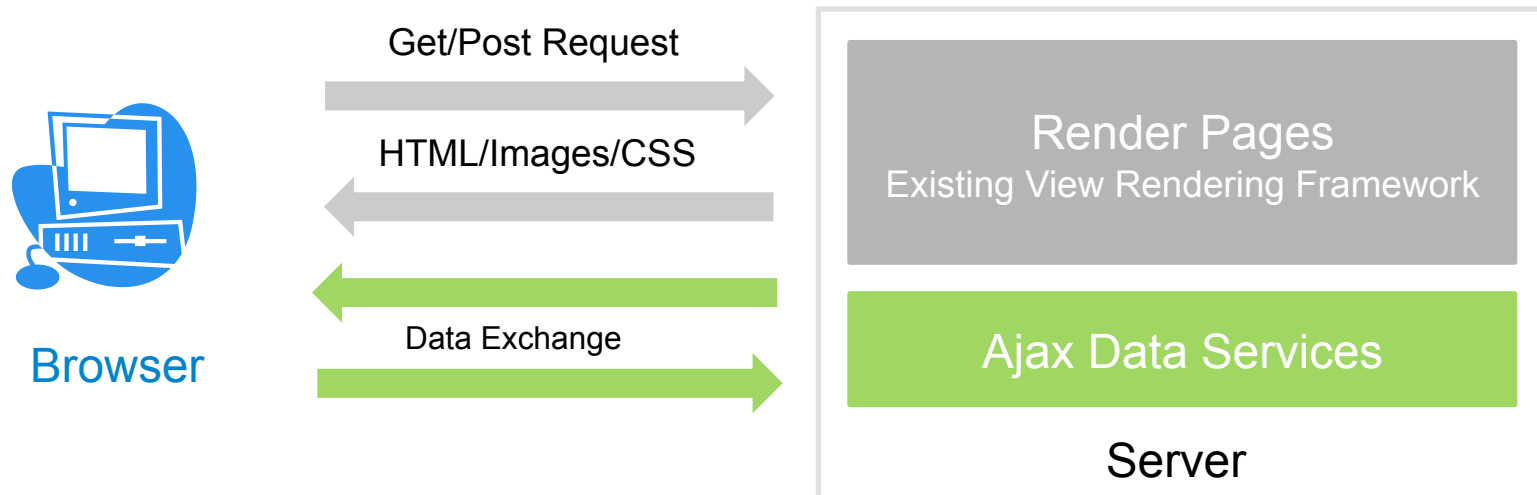 Get/Post Request
HTML/Images/CSS
Data Exchange
Browser
Render Pages
Existing View Rendering Framework
Ajax Data Services
Server